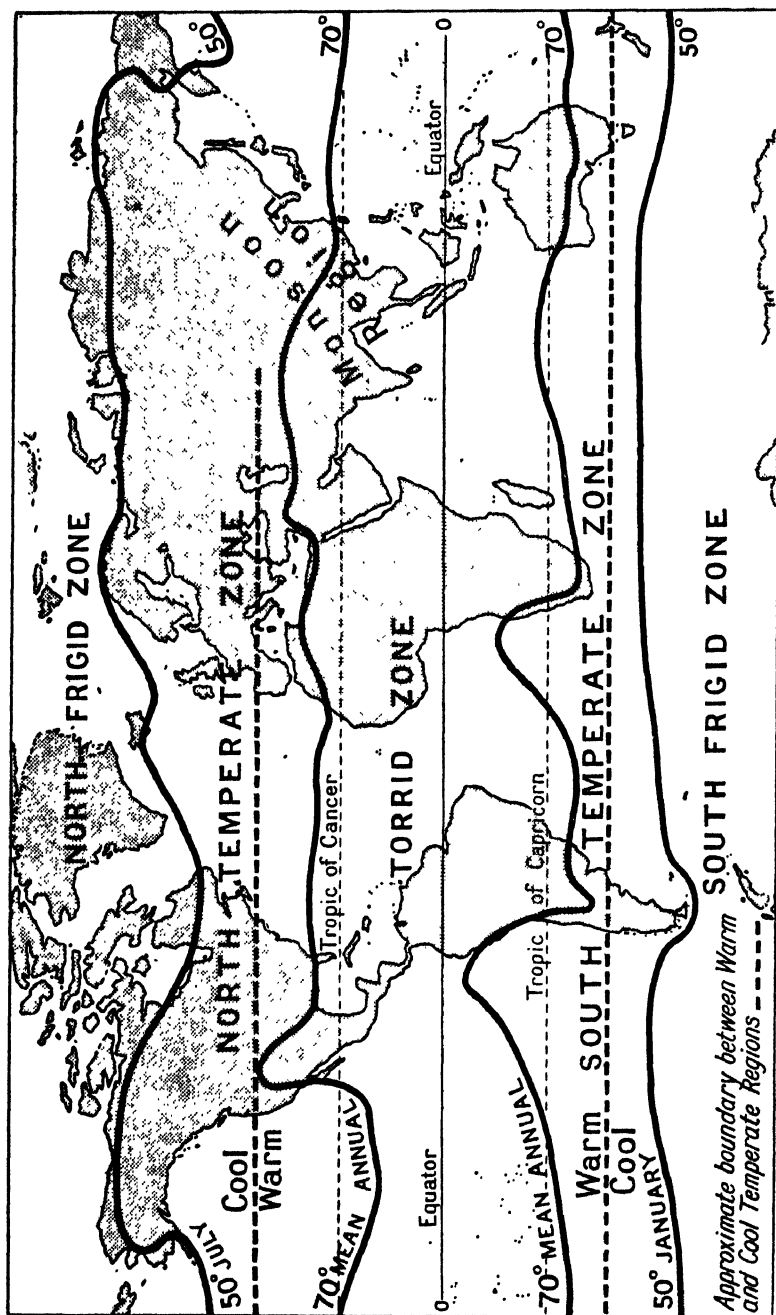 NORTH FRIGID ZONE
50°
50° JULY
NORTH TEMPERATE ZONE
Cool
Warm
Monsoon
Region
70°
70° MEAN ANNUAL
Tropic of Cancer
TORRID ZONE
Equator
Equator
0
0
Tropic of Capricorn
70°
70° MEAN ANNUAL
Warm
Cool
SOUTH TEMPERATE ZONE
50°
50° JANUARY
SOUTH FRIGID ZONE
Approximate boundary between Warm
and Cool Temperate Regions